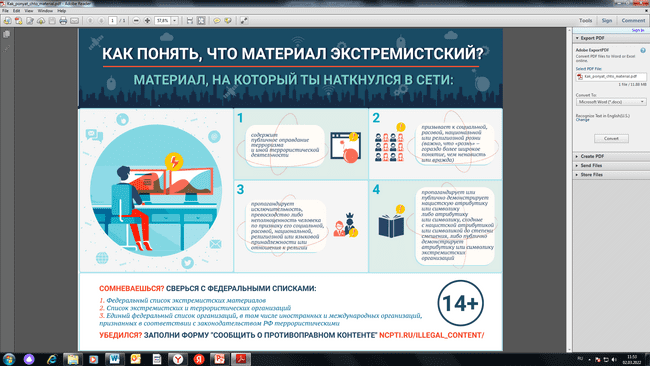 Kak_ponyat_chto_material.pdf - Adobe Reader
File Edit View Window Help
1 / 1
57,8%
Tools Sign Comment
КАК ПОНЯТЬ, ЧТО МАТЕРИАЛ ЭКСТРЕМИСТСКИЙ?
МАТЕРИАЛ, НА КОТОРЫЙ ТЫ НАТКНУЛСЯ В СЕТИ:
1
содержит
публичное оправдание
терроризма
и иной террористической
деятельности
2
призывает к социальной,
расовой, национальной
или религиозной розни
(важно, что «рознь» –
гораздо более широкое
понятие, чем ненависть
или вражда)
3
пропагандирует
исключительность,
превосходство либо
неполноценность человека
по признаку его социальной,
расовой, национальной,
религиозной или языковой
принадлежности или
отношения к религии
4
пропагандирует или
публично демонстрирует
нацистскую атрибутику
или символику
либо атрибутику
или символику, сходные
с нацистской атрибутикой
или символикой до степени
смешения, либо публично
демонстрирует
атрибутику или символику
экстремистских
организаций
СОМНЕВАЕШЬСЯ? СВЕРЬСЯ С ФЕДЕРАЛЬНЫМИ СПИСКАМИ:
1. Федеральный список экстремистских материалов
2. Список экстремистских и террористических организаций
3. Единый федеральный список организаций, в том числе иностранных и международных организаций,
признанных в соответствии с законодательством РФ террористическими
УБЕДИЛСЯ? ЗАПОЛНИ ФОРМУ "СООБЩИТЬ О ПРОТИВОПРАВНОМ КОНТЕНТЕ" NCPTI.RU/ILLEGAL_CONTENT/
14+
Export PDF
Adobe ExportPDF
Convert PDF files to Word or Excel
online.
Select PDF File:
Kak_ponyat_chto_material.pdf
1 file / 11,88 MB
Convert To:
Microsoft Word (*.docx)
Recognize Text in English(U.S.)
Change
Convert
Create PDF
Send Files
Store Files
RU
11:53
02.03.2022